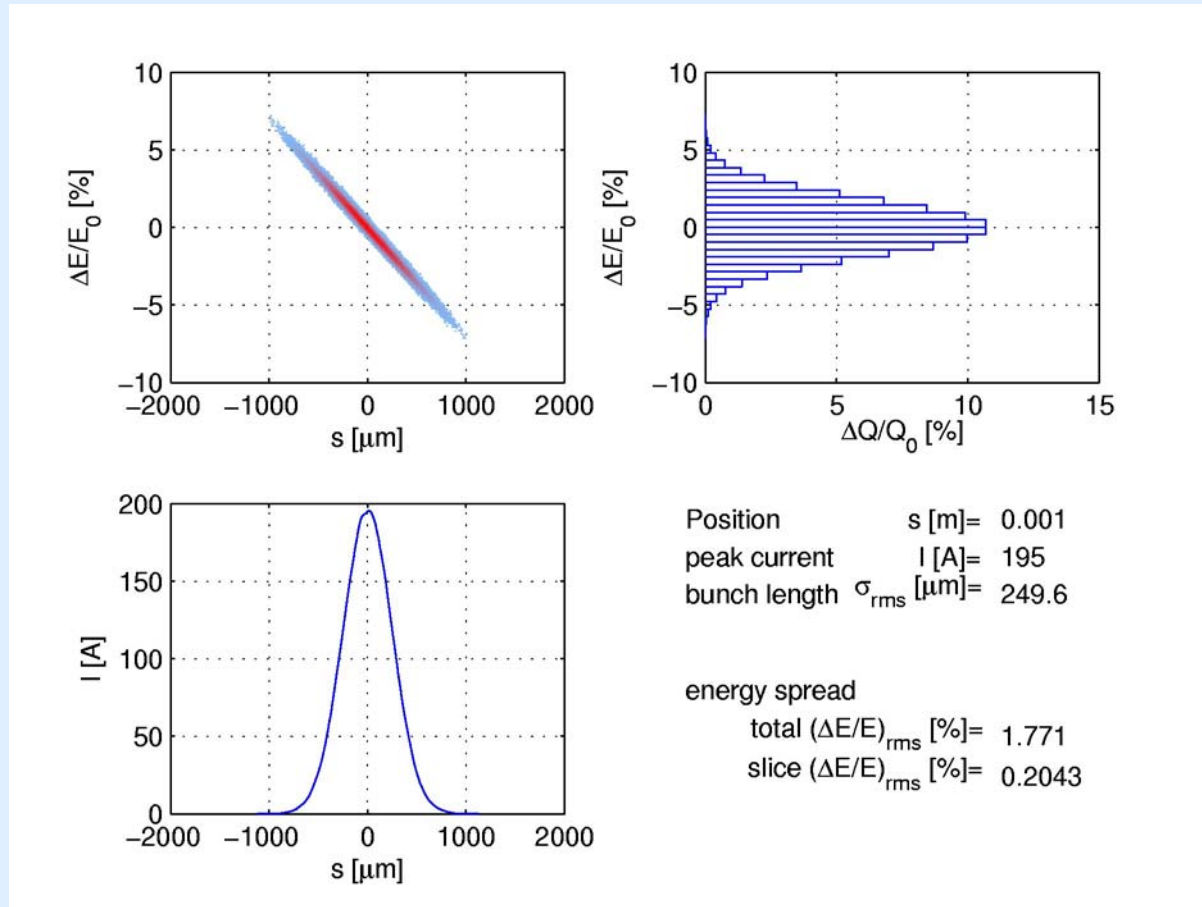 10
5
0
−5
−10
ΔE/E0 [%]
−2000 −1000 0 1000 2000
s [μm]
10
5
0
−5
−10
ΔE/E0 [%]
0 5 10 15
ΔQ/Q0 [%]
200
150
100
50
0
I [A]
−2000 −1000 0 1000 2000
s [μm]
Position s [m]= 0.001
peak current I [A]= 195
bunch length σrms [μm]= 249.6
energy spread
total (ΔE/E)rms [%]= 1.771
slice (ΔE/E)rms [%]= 0.2043